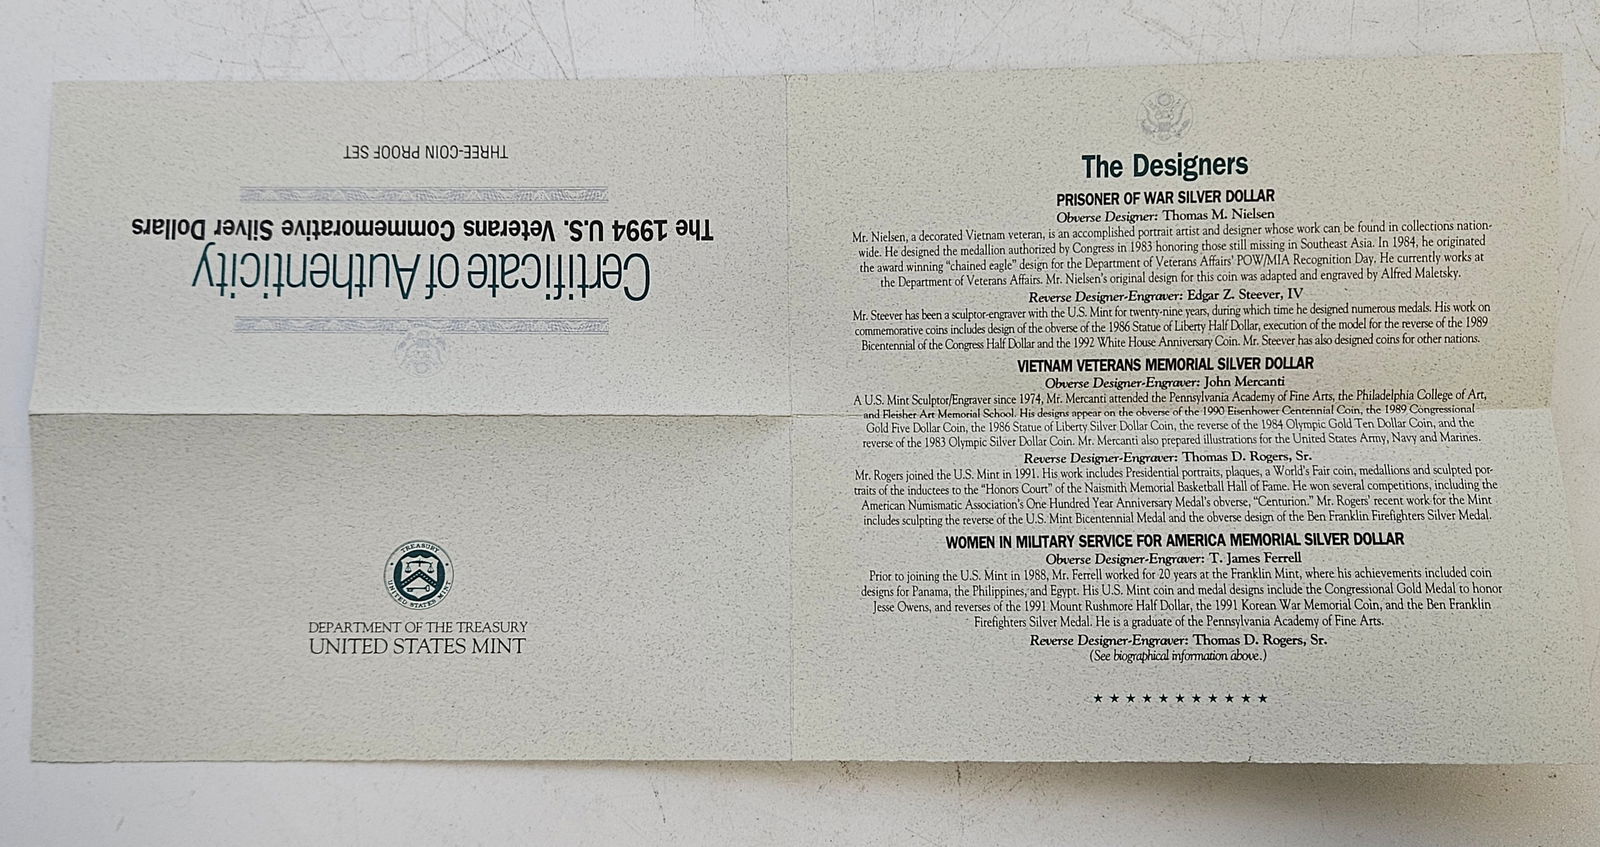 Certificate of Authenticity
The 1994 U.S. Veterans Commemorative Silver Dollars
THREE-COIN PROOF SET
TREASURY
UNITED STATES MINT
DEPARTMENT OF THE TREASURY
UNITED STATES MINT
The Designers
PRISONER OF WAR SILVER DOLLAR
Obverse Designer: Thomas M. Nielsen
Mr. Nielsen, a decorated Vietnam veteran, is an accomplished portrait artist and designer whose work can be found in collections nation-
wide. He designed the medallion authorized by Congress in 1983 honoring those still missing in Southeast Asia. In 1984, he originated
the award winning “chained eagle” design for the Department of Veterans Affairs' POW/MIA Recognition Day. He currently works at
the Department of Veterans Affairs. Mr. Nielsen's original design for this coin was adapted and engraved by Alfred Maletsky.
Reverse Designer-Engraver: Edgar Z. Steever, IV
Mr. Steever has been a sculptor-engraver with the U.S. Mint for twenty-nine years, during which time he designed numerous medals. His work on
commemorative coins includes design of the obverse of the 1986 Statue of Liberty Half Dollar, execution of the model for the reverse of the 1989
Bicentennial of the Congress Half Dollar and the 1992 White House Anniversary Coin. Mr. Steever has also designed coins for other nations.
VIETNAM VETERANS MEMORIAL SILVER DOLLAR
Obverse Designer-Engraver: John Mercanti
A U.S. Mint Sculptor/Engraver since 1974, Mr. Mercanti attended the Pennsylvania Academy of Fine Arts, the Philadelphia College of Art,
and Fleisher Art Memorial School. His designs appear on the obverse of the 1990 Eisenhower Centennial Coin, the 1989 Congressional
Gold Five Dollar Coin, the 1986 Statue of Liberty Silver Dollar Coin, the reverse of the 1984 Olympic Gold Ten Dollar Coin, and the
reverse of the 1983 Olympic Silver Dollar Coin. Mr. Mercanti also prepared illustrations for the United States Army, Navy and Marines.
Reverse Designer-Engraver: Thomas D. Rogers, Sr.
Mr. Rogers joined the U.S. Mint in 1991. His work includes Presidential portraits, plaques, a World's Fair coin, medallions and sculpted por-
traits of the inductees to the “Honors Court” of the Naismith Memorial Basketball Hall of Fame. He won several competitions, including the
American Numismatic Association's One Hundred Year Anniversary Medal's obverse, “Centurion.” Mr. Rogers' recent work for the Mint
includes sculpting the reverse of the U.S. Mint Bicentennial Medal and the obverse design of the Ben Franklin Firefighters Silver Medal.
WOMEN IN MILITARY SERVICE FOR AMERICA MEMORIAL SILVER DOLLAR
Obverse Designer-Engraver: T. James Ferrell
Prior to joining the U.S. Mint in 1988, Mr. Ferrell worked for 20 years at the Franklin Mint, where his achievements included coin
designs for Panama, the Philippines, and Egypt. His U.S. Mint coin and medal designs include the Congressional Gold Medal to honor
Jesse Owens, and reverses of the 1991 Mount Rushmore Half Dollar, the 1991 Korean War Memorial Coin, and the Ben Franklin
Firefighters Silver Medal. He is a graduate of the Pennsylvania Academy of Fine Arts.
Reverse Designer-Engraver: Thomas D. Rogers, Sr.
(See biographical information above.)